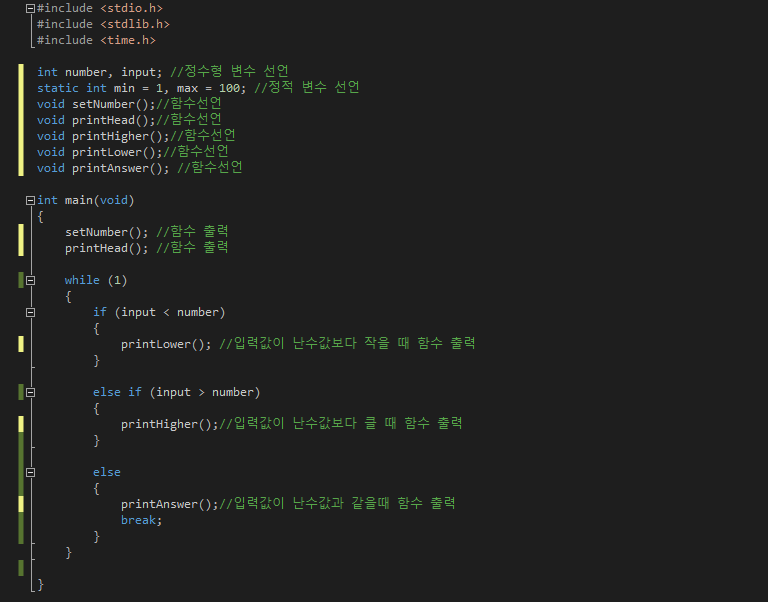 #include <stdio.h>
#include <stdlib.h>
#include <time.h>
int number, input; //정수형 변수 선언
static int min = 1, max = 100; //정적 변수 선언
void setNumber();//함수선언
void printHead();//함수선언
void printHigher();//함수선언
void printLower();//함수선언
void printAnswer(); //함수선언
int main(void)
{
setNumber(); //함수 출력
printHead(); //함수 출력
while (1)
{
if (input < number)
{
printLower(); //입력값이 난수값보다 작을 때 함수 출력
}
else if (input > number)
{
printHigher();//입력값이 난수값보다 클 때 함수 출력
}
else
{
printAnswer();//입력값이 난수값과 같을때 함수 출력
break;
}
}
}